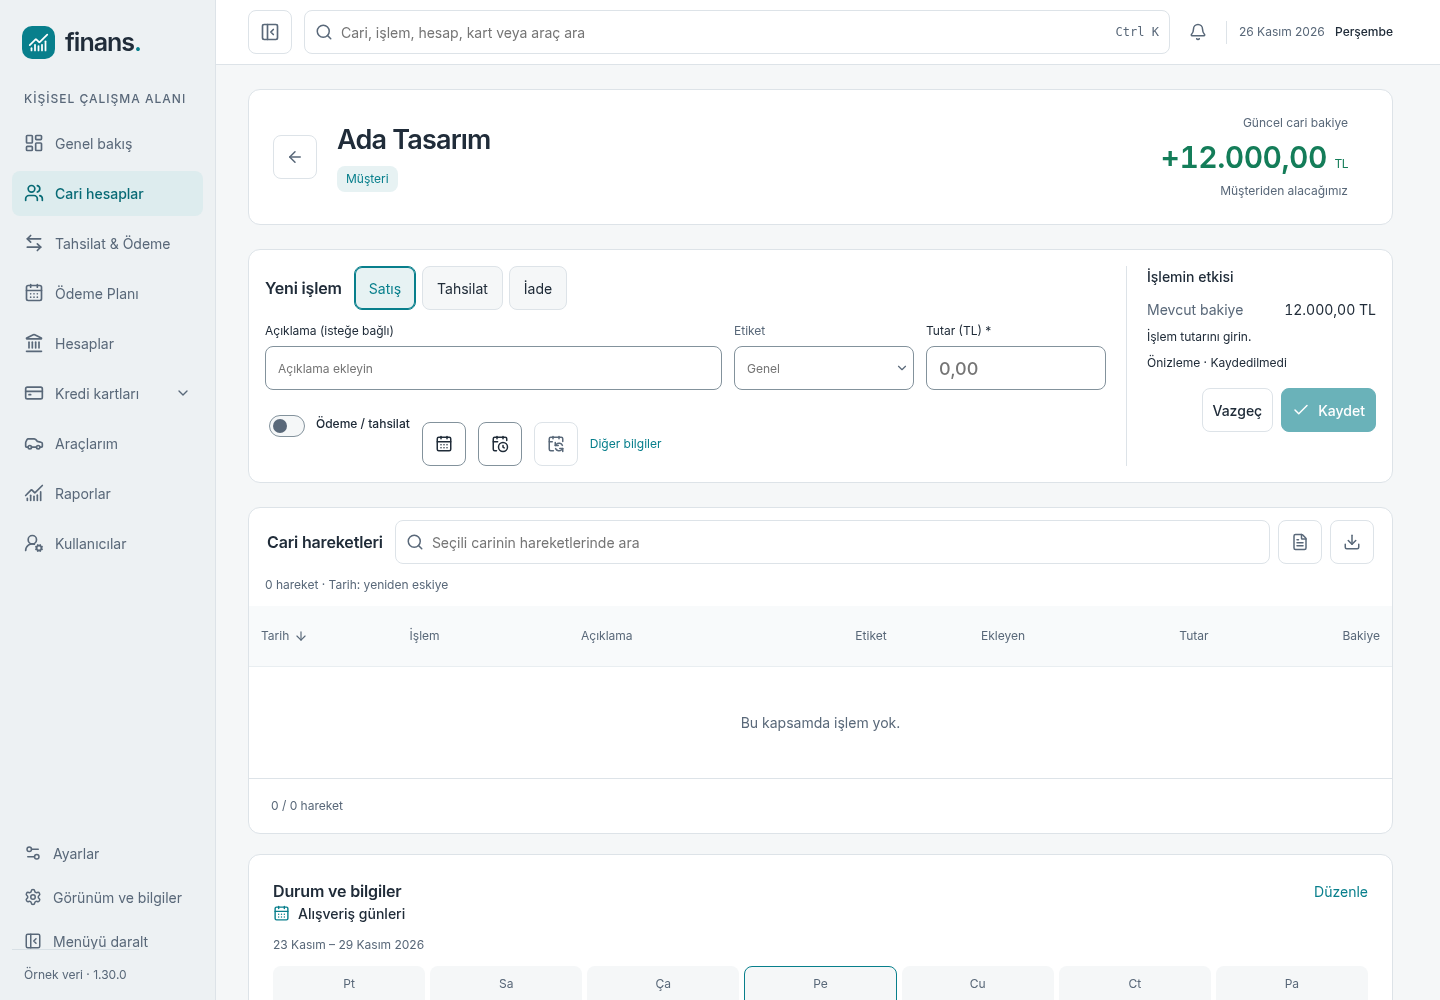 finans.
KİŞİSEL ÇALIŞMA ALANI
Genel bakış
Cari hesaplar
Tahsilat & Ödeme
Ödeme Planı
Hesaplar
Kredi kartları
Araçlarım
Raporlar
Kullanıcılar
Ayarlar
Görünüm ve bilgiler
Menüyü daralt
Örnek veri · 1.30.0
Cari, işlem, hesap, kart veya araç ara
Ctrl K
26 Kasım 2026 Perşembe
Ada Tasarım
Müşteri
Güncel cari bakiye
+12.000,00 TL
Müşteriden alacağımız
Yeni işlem
Satış
Tahsilat
İade
Açıklama (isteğe bağlı)
Etiket
Tutar (TL) *
Açıklama ekleyin
Genel
0,00
Ödeme / tahsilat
Diğer bilgiler
İşlemin etkisi
Mevcut bakiye 12.000,00 TL
İşlem tutarını girin.
Önizleme · Kaydedilmedi
Vazgeç
Kaydet
Cari hareketleri
Seçili carinin hareketlerinde ara
0 hareket · Tarih: yeniden eskiye
Tarih İşlem Açıklama Etiket Ekleyen Tutar Bakiye
Bu kapsamda işlem yok.
0 / 0 hareket
Durum ve bilgiler
Düzenle
Alışveriş günleri
23 Kasım – 29 Kasım 2026
Pt Sa Ça Pe Cu Ct Pa